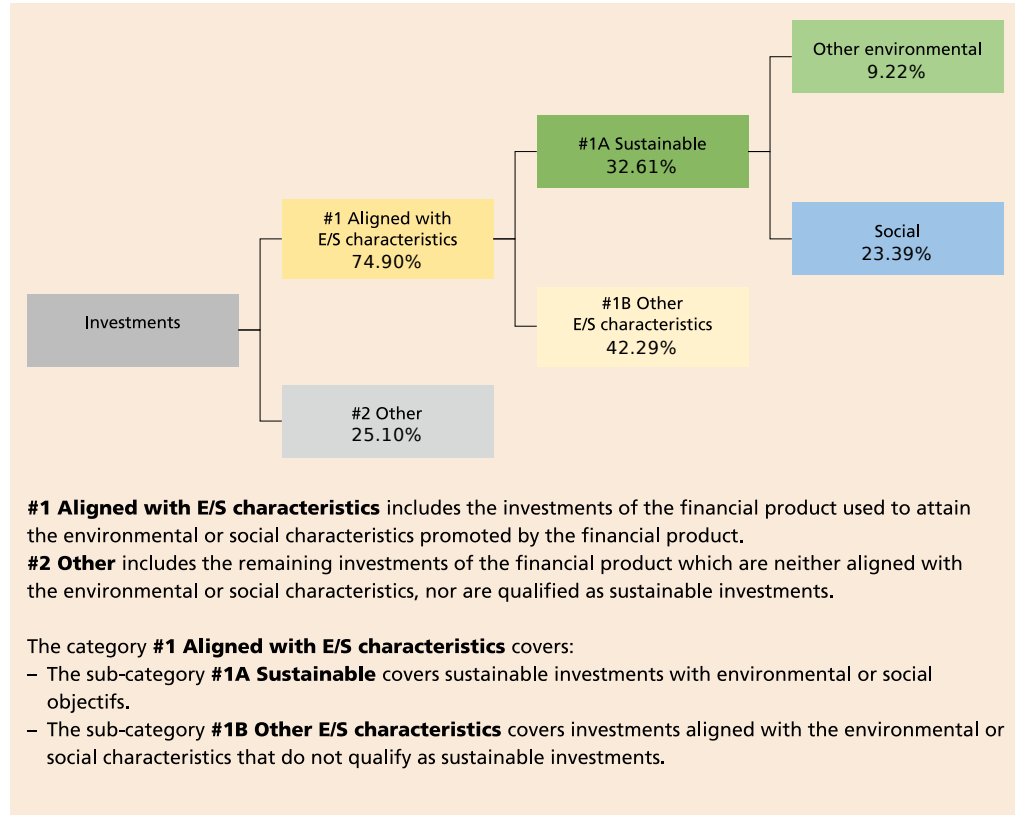 Other environmental
9.22%
#1A Sustainable
32.61%
#1 Aligned with
E/S characteristics
74.90%
Social
23.39%
Investments
#1B Other
E/S characteristics
42.29%
#2 Other
25.10%
#1 Aligned with E/S characteristics includes the investments of the financial product used to attain
the environmental or social characteristics promoted by the financial product.
#2 Other includes the remaining investments of the financial product which are neither aligned with
the environmental or social characteristics, nor are qualified as sustainable investments.
The category #1 Aligned with E/S characteristics covers:
– The sub-category #1A Sustainable covers sustainable investments with environmental or social
objectifs.
– The sub-category #1B Other E/S characteristics covers investments aligned with the environmental or
social characteristics that do not qualify as sustainable investments.